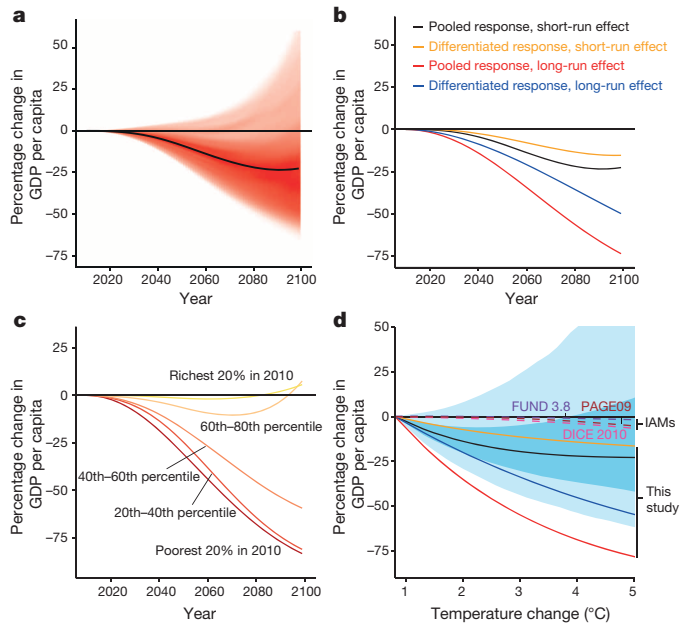 a
50
25
0
−25
−50
−75
Percentage change in
GDP per capita
2020 2040 2060 2080 2100
Year
b
Pooled response, short-run effect
Differentiated response, short-run effect
Pooled response, long-run effect
Differentiated response, long-run effect
50
25
0
−25
−50
−75
Percentage change in
GDP per capita
2020 2040 2060 2080 2100
Year
c
25
0
−25
−50
−75
Percentage change in
GDP per capita
Richest 20% in 2010
60th–80th percentile
40th–60th percentile
20th–40th percentile
Poorest 20% in 2010
2020 2040 2060 2080 2100
Year
d
50
25
0
−25
−50
−75
Percentage change in
GDP per capita
FUND 3.8 PAGE09
DICE 2010
IAMs
This
study
1 2 3 4 5
Temperature change (°C)